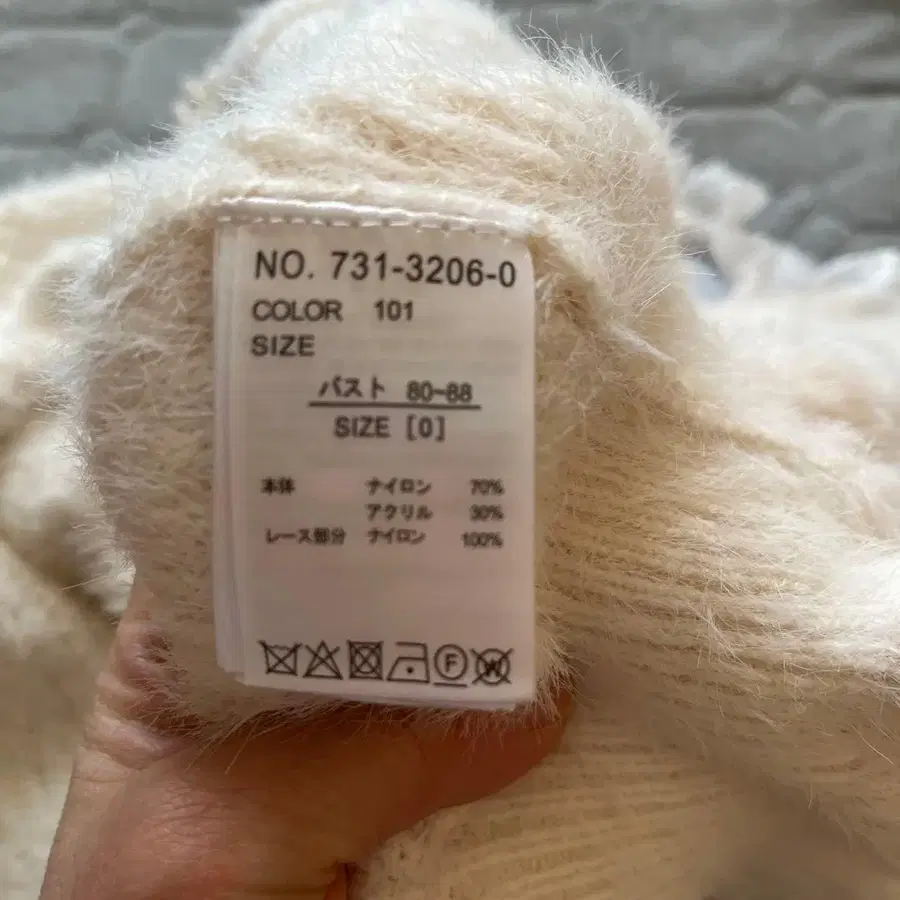 NO. 731-3206-0
COLOR 101
SIZE
バスト 80~88
SIZE [0]
本体 ナイロン 70%
アクリル 30%
レース部分 ナイロン 100%
F W